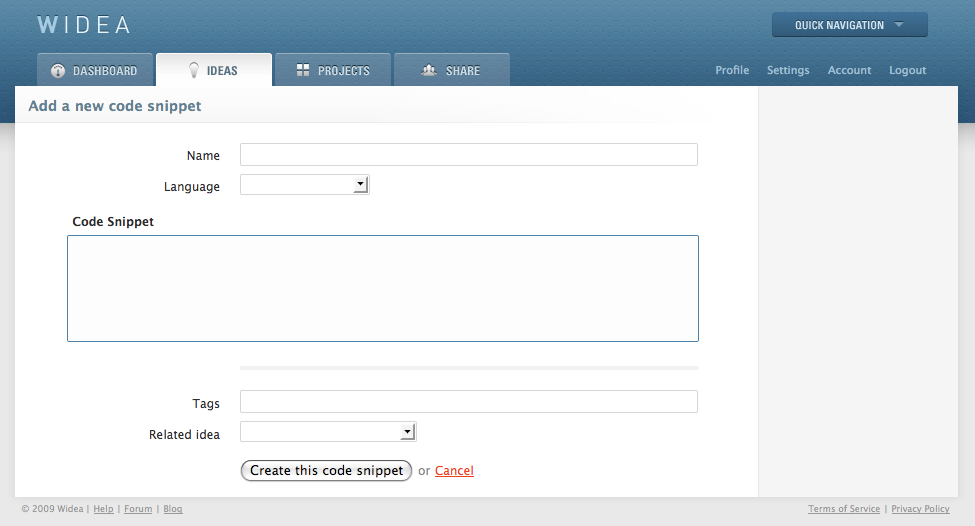 WIDEA
QUICK NAVIGATION
DASHBOARD IDEAS PROJECTS SHARE
Profile Settings Account Logout
Add a new code snippet
Name
Language
Code Snippet
Tags
Related idea
Create this code snippet or Cancel
© 2009 Widea | Help | Forum | Blog
Terms of Service | Privacy Policy